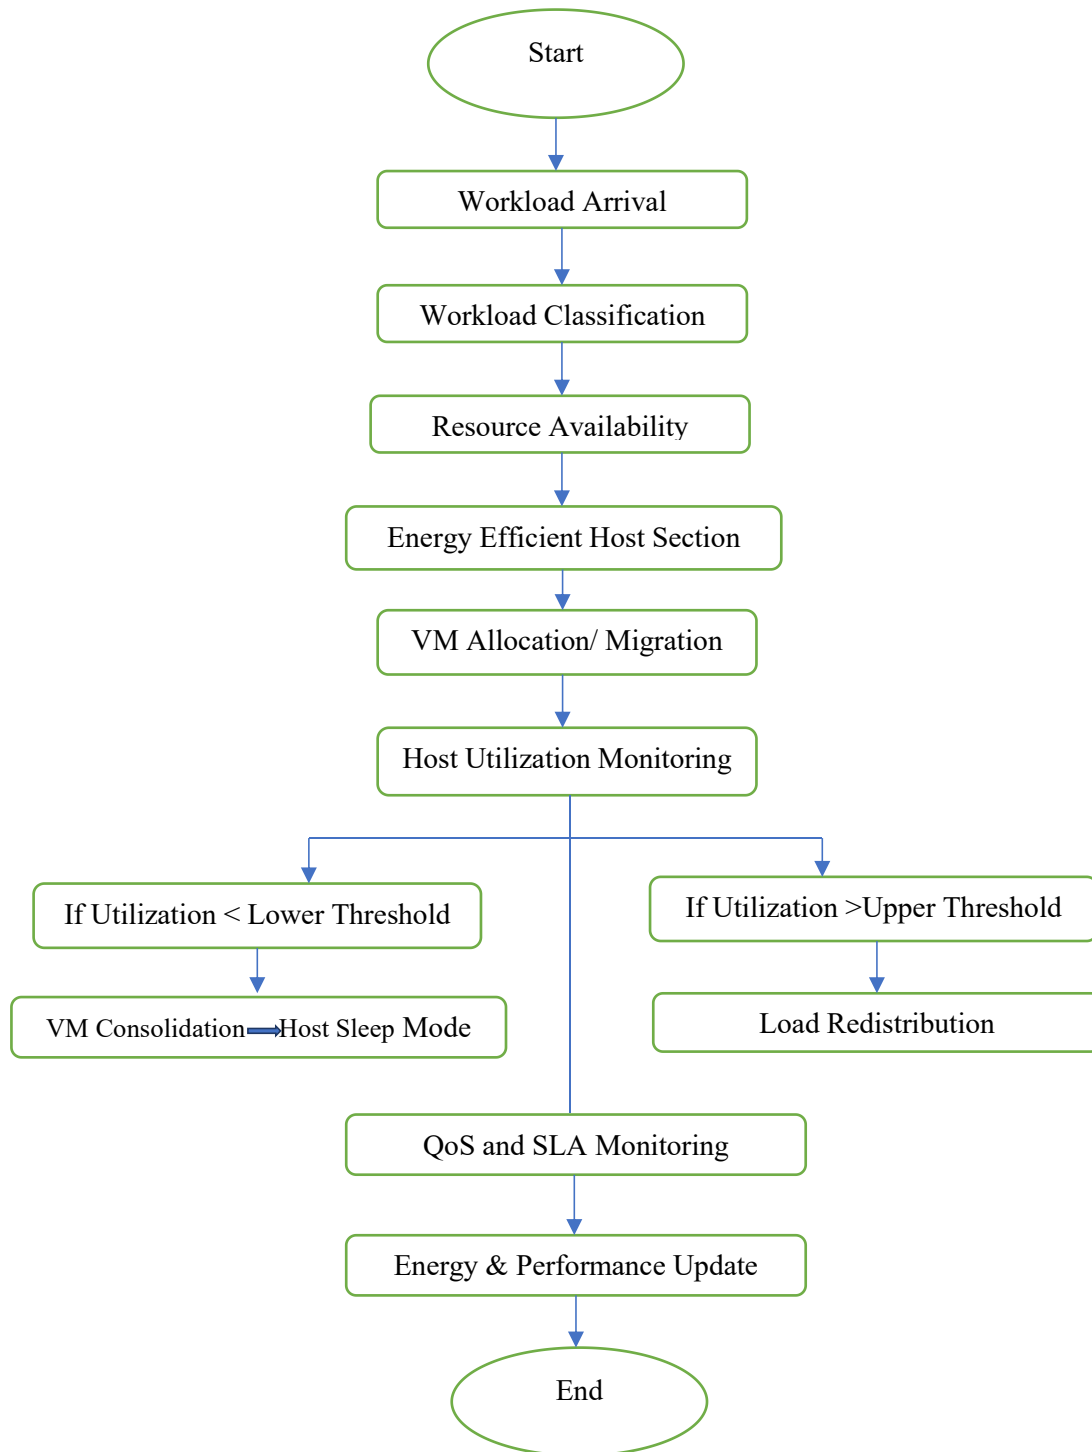 Start
Workload Arrival
Workload Classification
Resource Availability
Energy Efficient Host Section
VM Allocation/ Migration
Host Utilization Monitoring
If Utilization < Lower Threshold
If Utilization >Upper Threshold
VM Consolidation Host Sleep Mode
Load Redistribution
QoS and SLA Monitoring
Energy & Performance Update
End